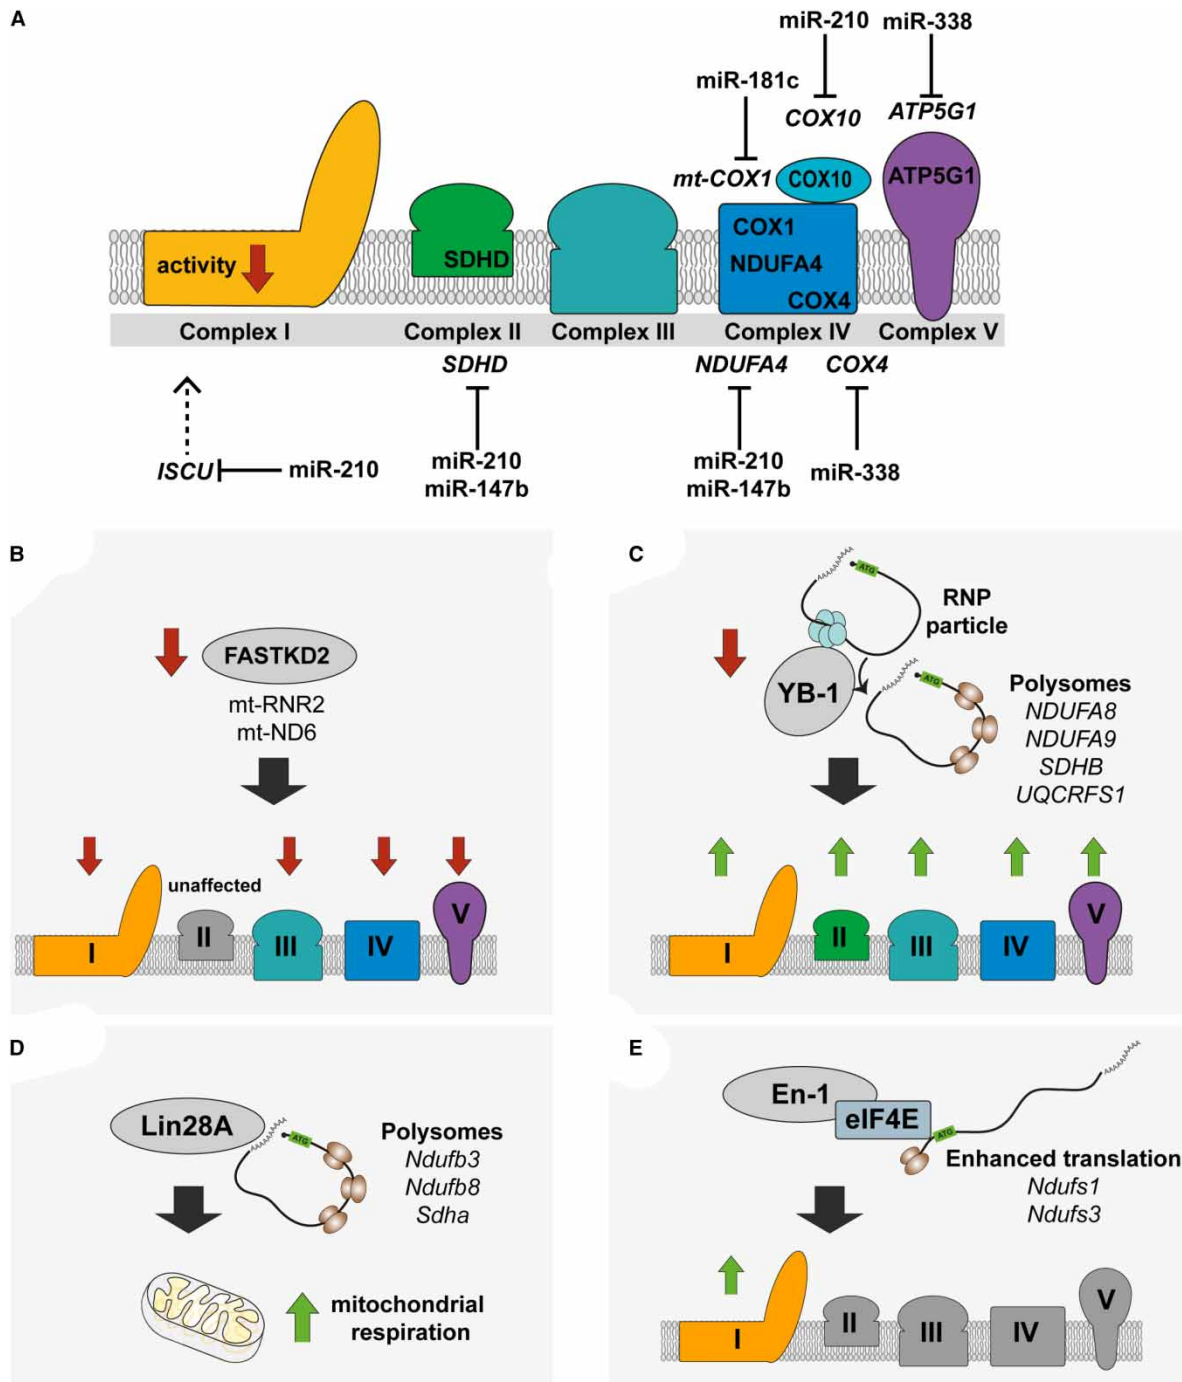 A
miR-210
miR-338
miR-181c
COX10
ATP5G1
mt-COX1
COX10
ATP5G1
COX1
activity
SDHD
NDUFA4
COX4
Complex I
Complex II
Complex III
Complex IV
Complex V
SDHD
NDUFA4
COX4
ISCU
miR-210
miR-210
miR-147b
miR-210
miR-147b
miR-338
B
FASTKD2
mt-RNR2
mt-ND6
unaffected
I
II
III
IV
V
C
AAAAAAAA
ATG
RNP
particle
YB-1
AAAAAAAA
ATG
Polysomes
NDUFA8
NDUFA9
SDHB
UQCRFS1
I
II
III
IV
V
D
Lin28A
AAAAAAAA
ATG
Polysomes
Ndufb3
Ndufb8
Sdha
mitochondrial
respiration
E
En-1
eIF4E
ATG
AAAAAAAA
Enhanced translation
Ndufs1
Ndufs3
I
II
III
IV
V